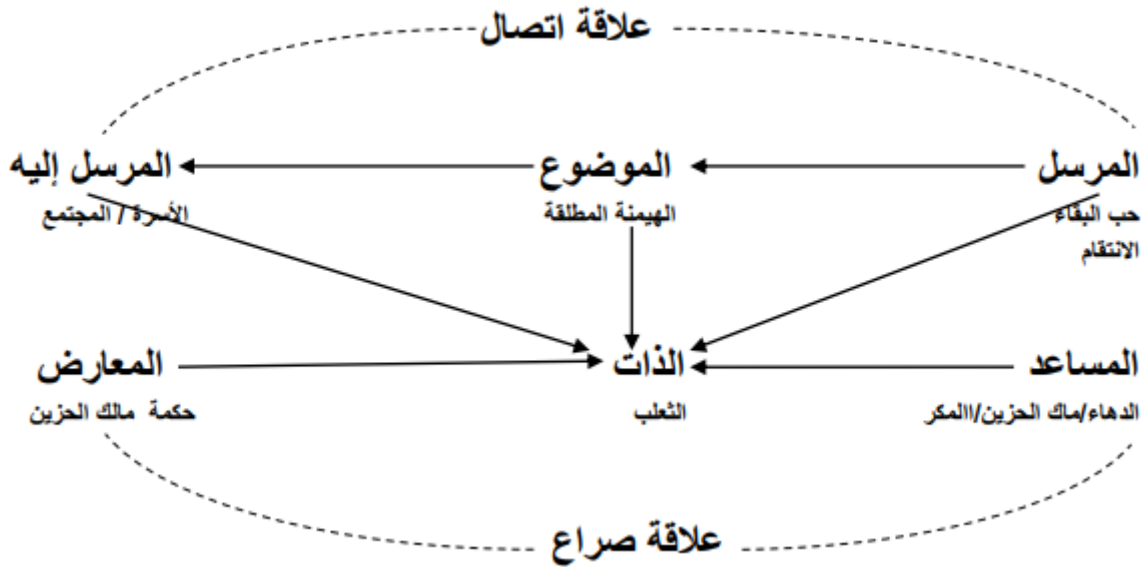 علاقة اتصال
المرسل الموضوع المرسل إليه
حب البقاء الهيمنة المطلقة الأسرة / المجتمع
الانتقام
المساعد الذات المعارض
الدهاء/ماك الحزين/االمكر الثعلب حكمة مالك الحزين
علاقة صراع